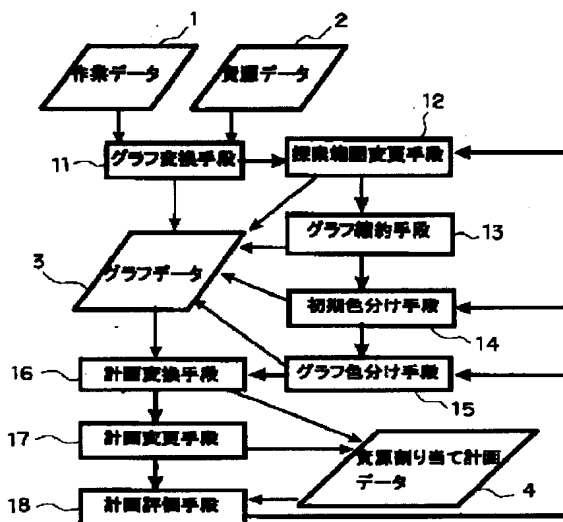 1
2
作業データ
資源データ
12
11
グラフ変換手段
探索範囲変更手段
グラフ縮約手段
13
3
グラフデータ
初期色分け手段
14
16
計画変換手段
グラフ色分け手段
15
17
計画変更手段
資源割り当て計画
データ
4
18
計画評価手段